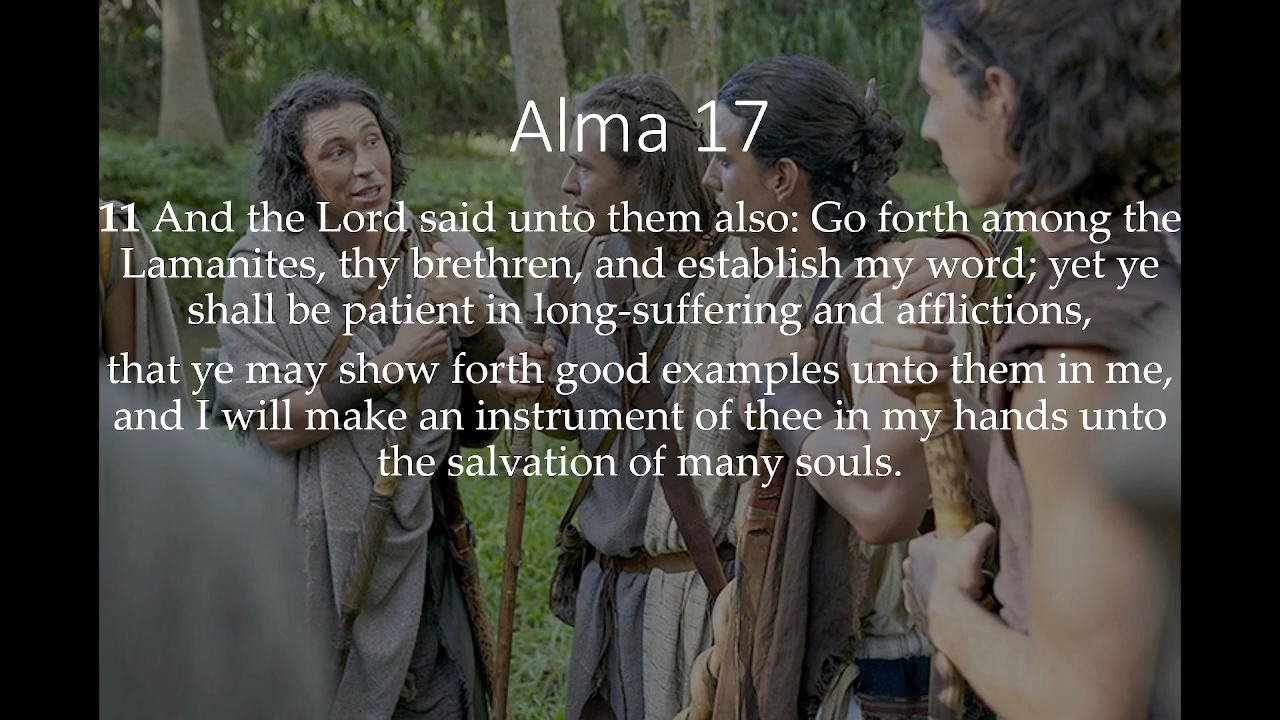 Alma 17
11 And the Lord said unto them also: Go forth among the
Lamanites, thy brethren, and establish my word; yet ye
shall be patient in long-suffering and afflictions,
that ye may show forth good examples unto them in me,
and I will make an instrument of thee in my hands unto
the salvation of many souls.